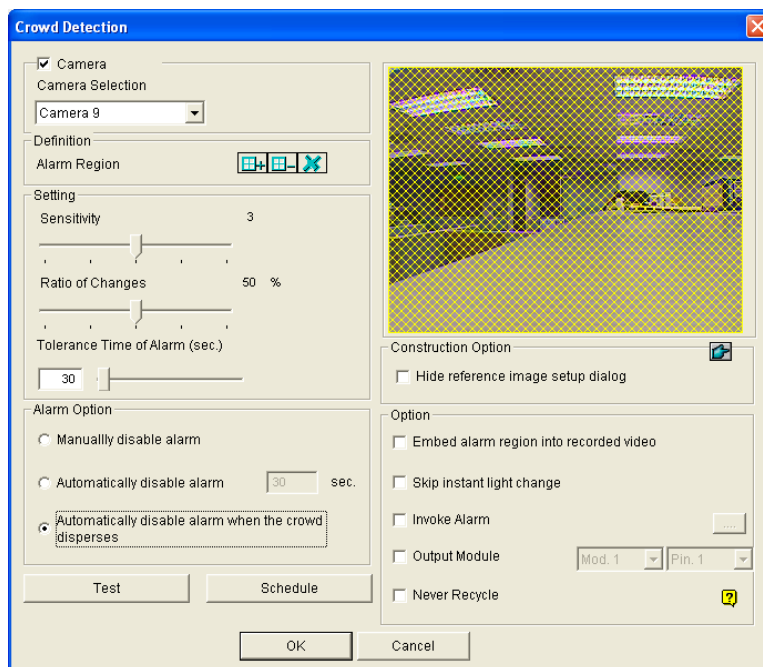 Crowd Detection
Camera
Camera Selection
Camera 9
Definition
Alarm Region
Setting
Sensitivity 3
Ratio of Changes 50 %
Tolerance Time of Alarm (sec.)
30
Alarm Option
Manuallly disable alarm
Automatically disable alarm 30 sec.
Automatically disable alarm when the crowd
disperses
Test Schedule
Construction Option
Hide reference image setup dialog
Option
Embed alarm region into recorded video
Skip instant light change
Invoke Alarm ....
Output Module Mod. 1 Pin. 1
Never Recycle ?
OK Cancel